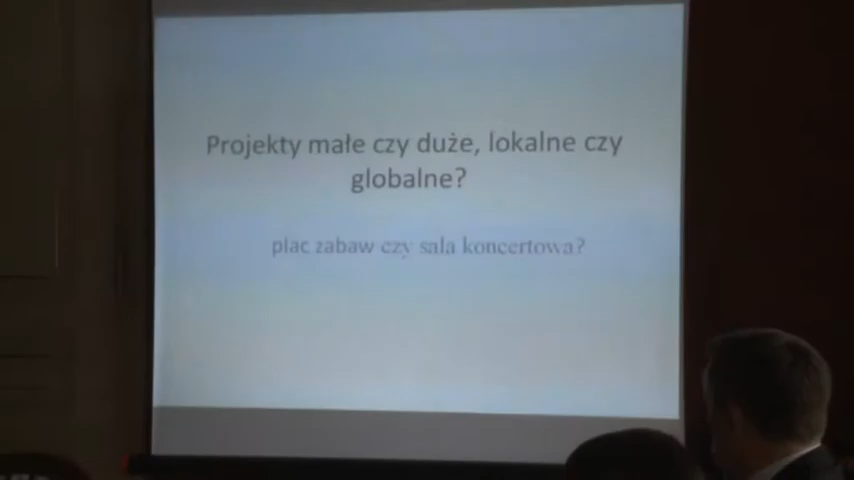 Projekty małe czy duże, lokalne czy
globalne?
plac zabaw czy sala koncertowa?